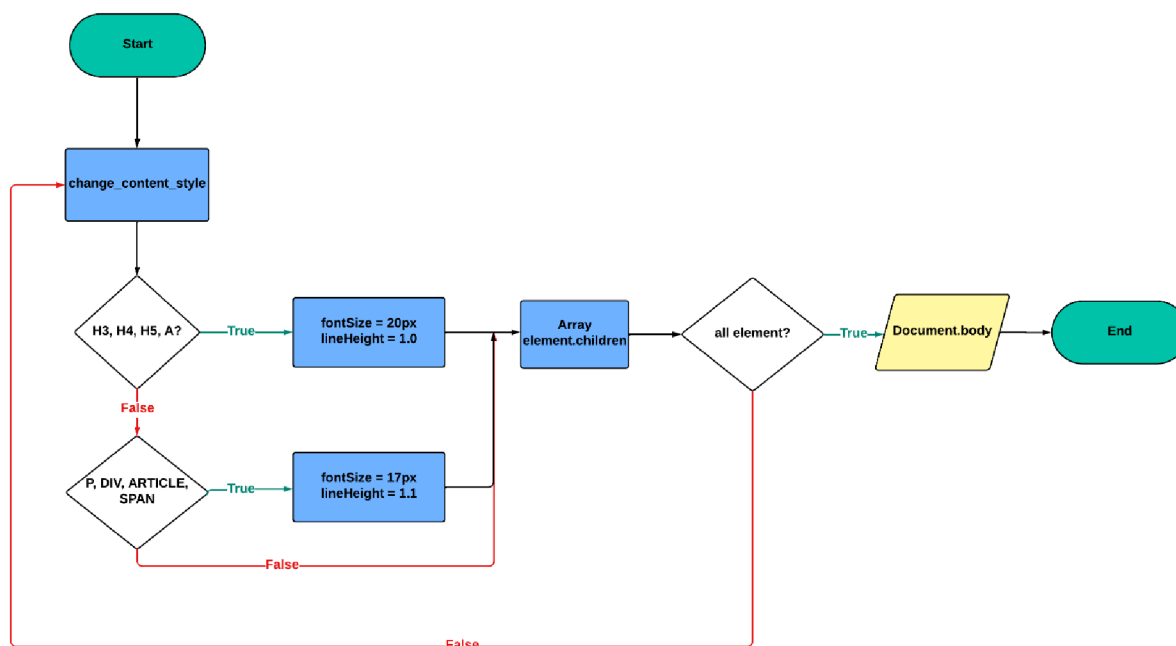 Start
change_content_style
H3, H4, H5, A?
True
fontSize = 20px
lineHeight = 1.0
Array
element.children
all element?
True
Document.body
End
False
P, DIV, ARTICLE,
SPAN
True
fontSize = 17px
lineHeight = 1.1
False
False